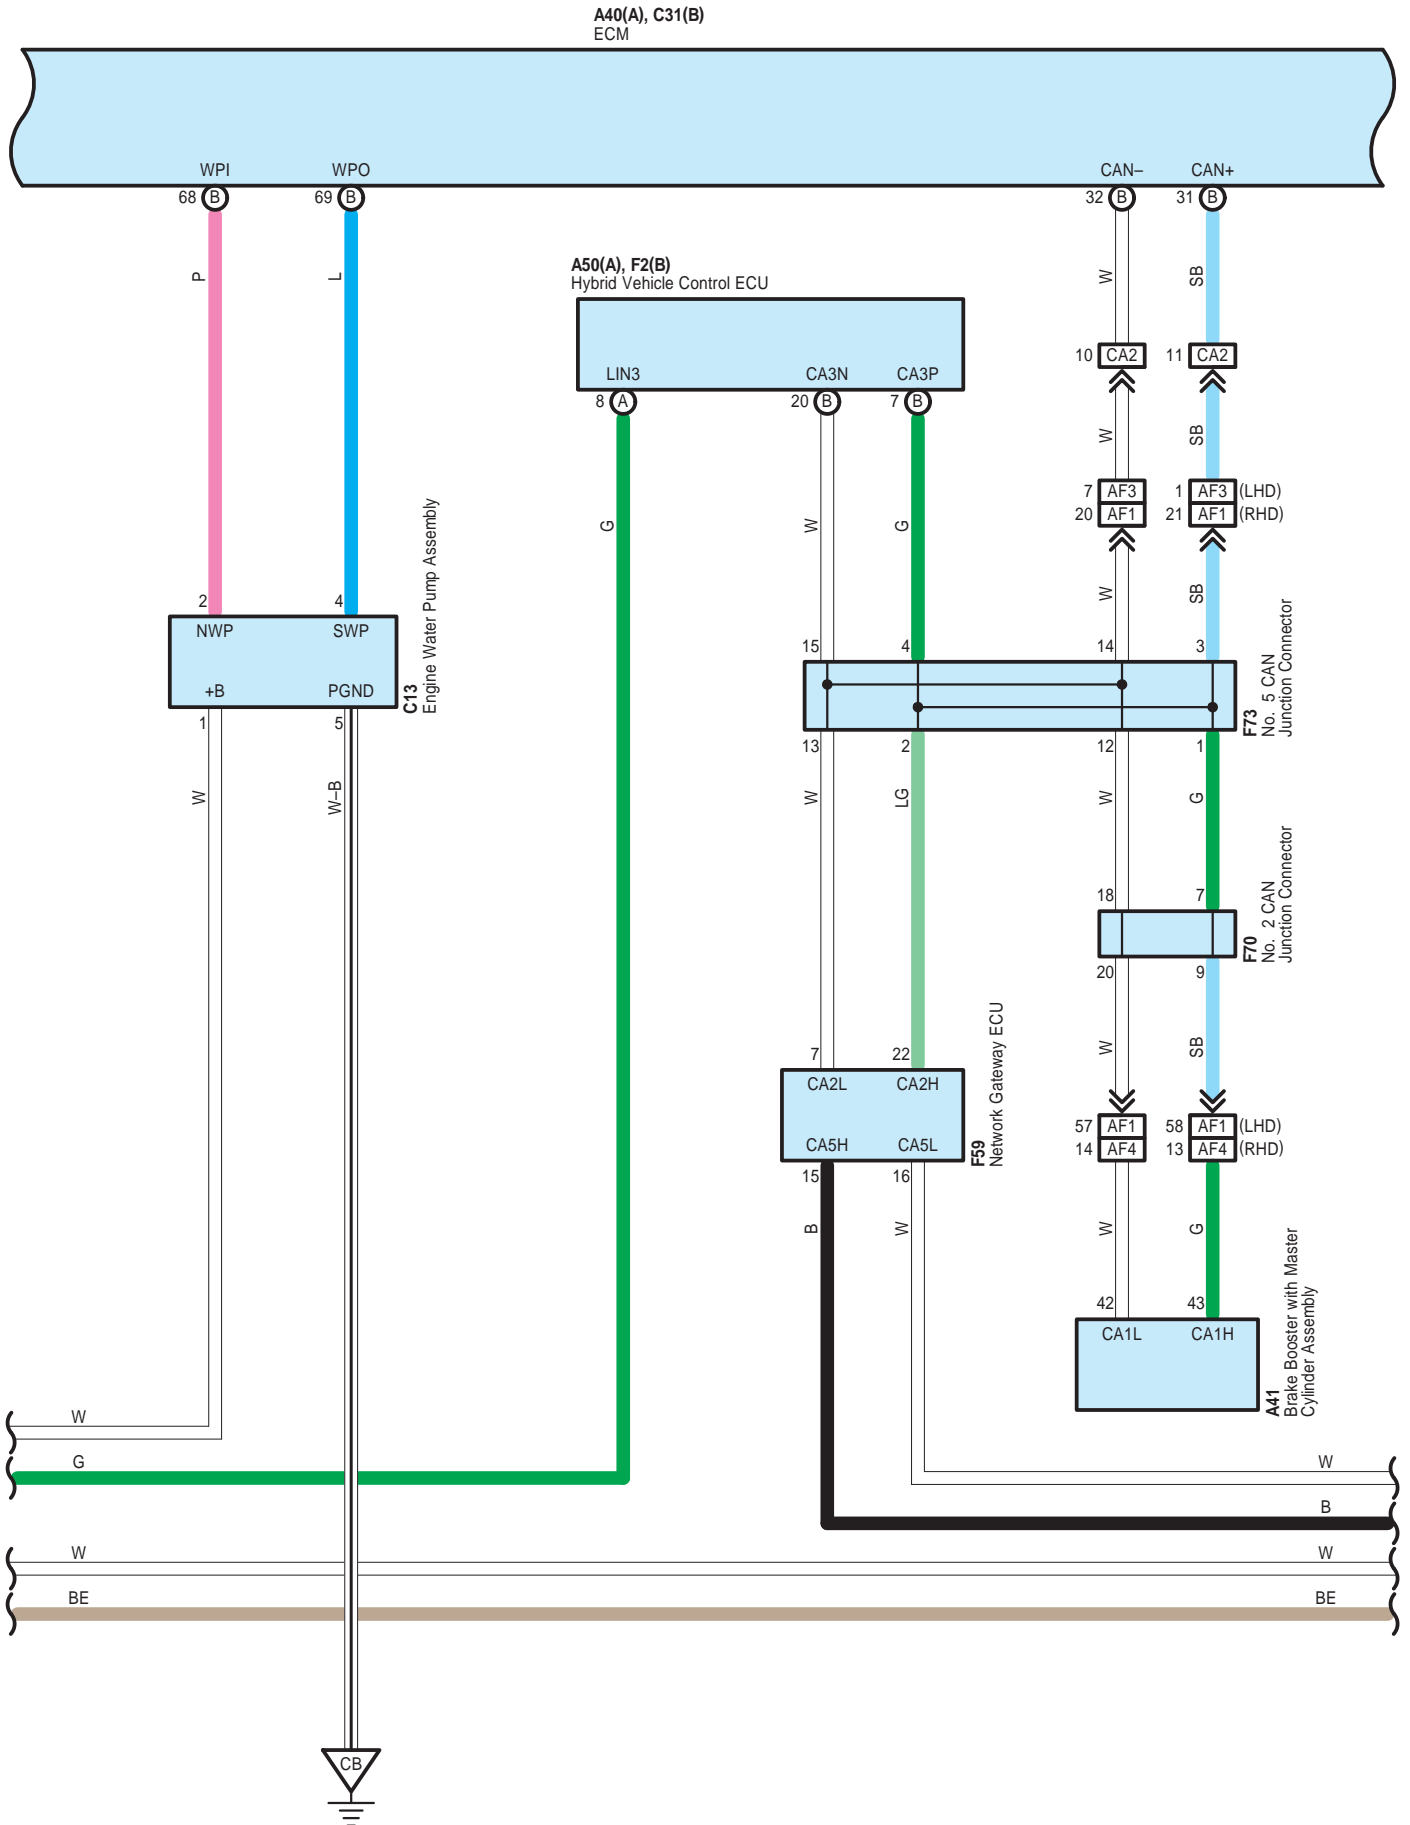 A40(A), C31(B)
ECM
WPI
WPO
CAN–
CAN+
68 B
69 B
32 B
31 B
P
L
W
SB
A50(A), F2(B)
Hybrid Vehicle Control ECU
LIN3
CA3N
CA3P
8 A
20 B
7 B
10 CA2
11 CA2
W
SB
7 AF3
1 AF3 (LHD)
20 AF1
21 AF1 (RHD)
G
W
G
W
SB
2
4
NWP
SWP
+B
PGND
C13
Engine Water Pump Assembly
1
5
W
W–B
15
4
14
3
F73
No. 5 CAN
Junction Connector
13
2
12
1
W
LG
W
G
18
7
F70
No. 2 CAN
Junction Connector
20
9
W
SB
7
22
CA2L
CA2H
CA5H
CA5L
F59
Network Gateway ECU
15
16
B
W
57 AF1
58 AF1 (LHD)
14 AF4
13 AF4 (RHD)
W
G
42
43
CA1L
CA1H
A41
Brake Booster with Master
Cylinder Assembly
W
G
W
B
W
W
BE
BE
CB